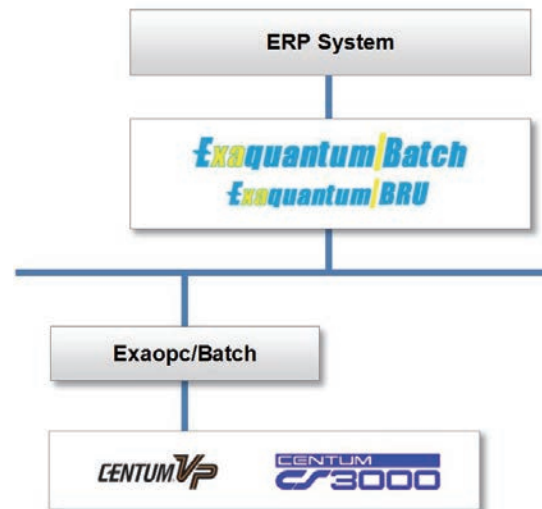 ERP System
Exaquantum/Batch
Exaquantum/BRU
Exaopc/Batch
CENTUM VP
CENTUM
CS3000